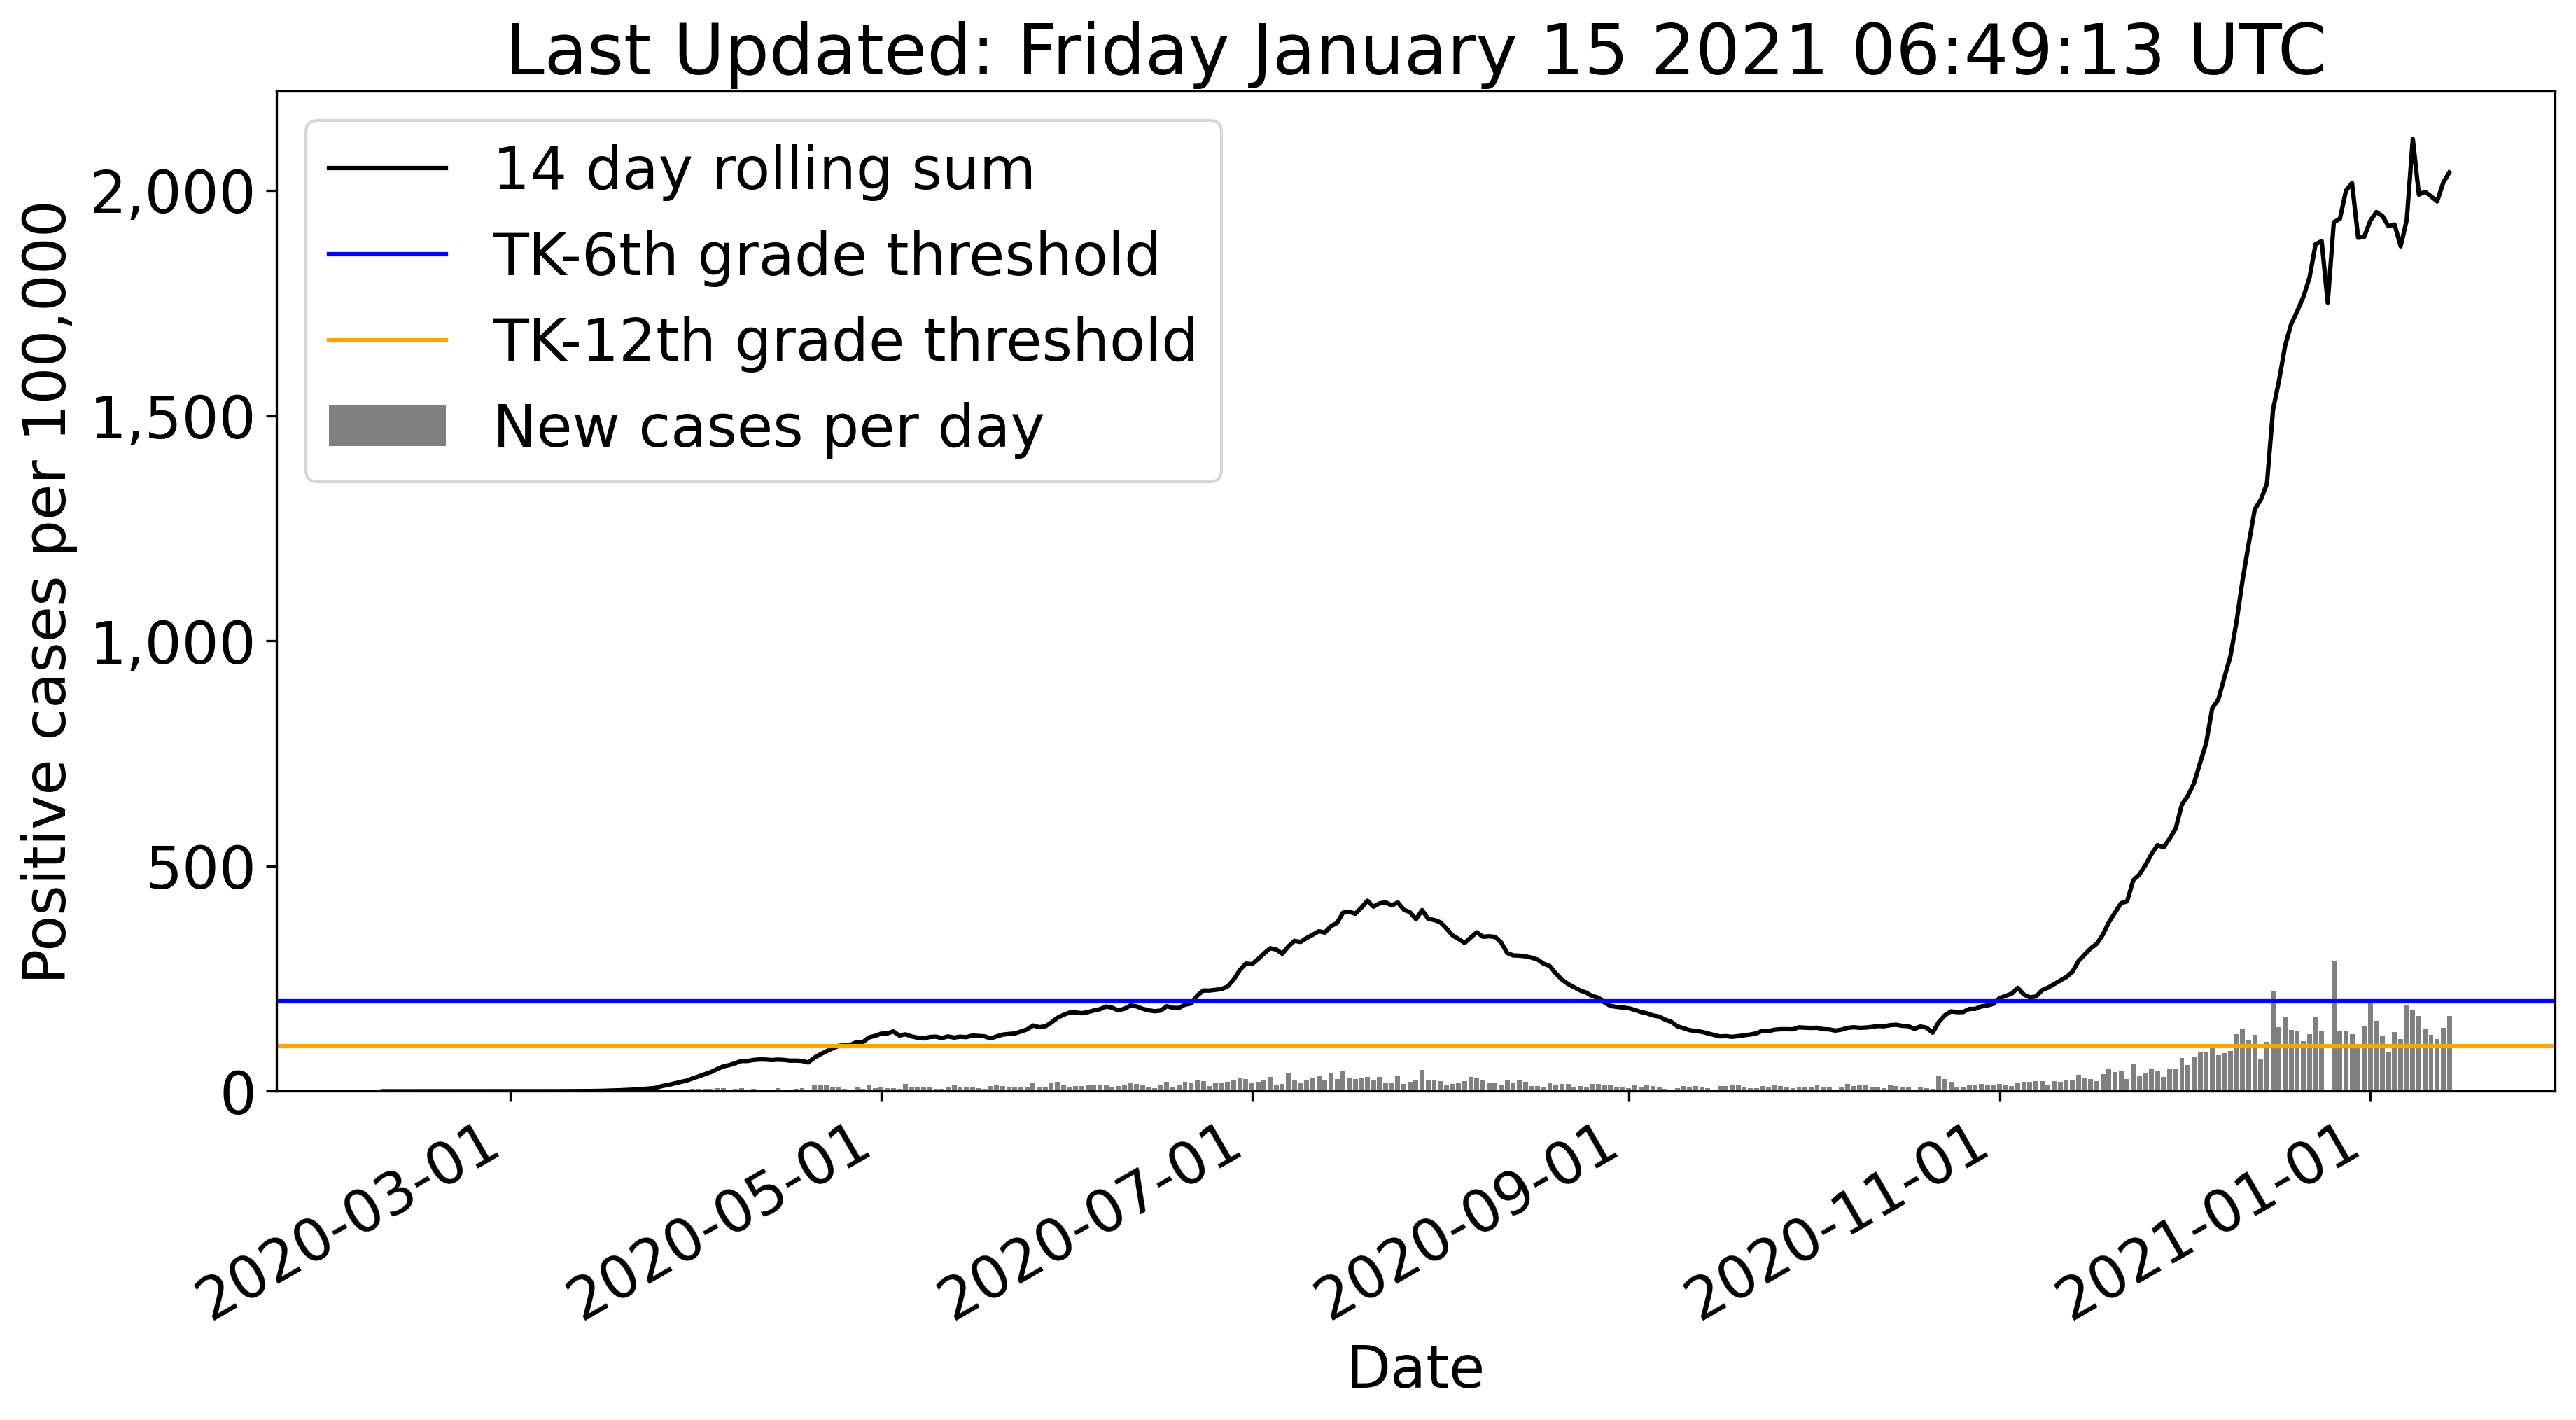 Last Updated: Friday January 15 2021 06:49:13 UTC
14 day rolling sum
TK-6th grade threshold
TK-12th grade threshold
New cases per day
Positive cases per 100,000
2,000
1,500
1,000
500
0
2020-03-01
2020-05-01
2020-07-01
2020-09-01
2020-11-01
2021-01-01
Date